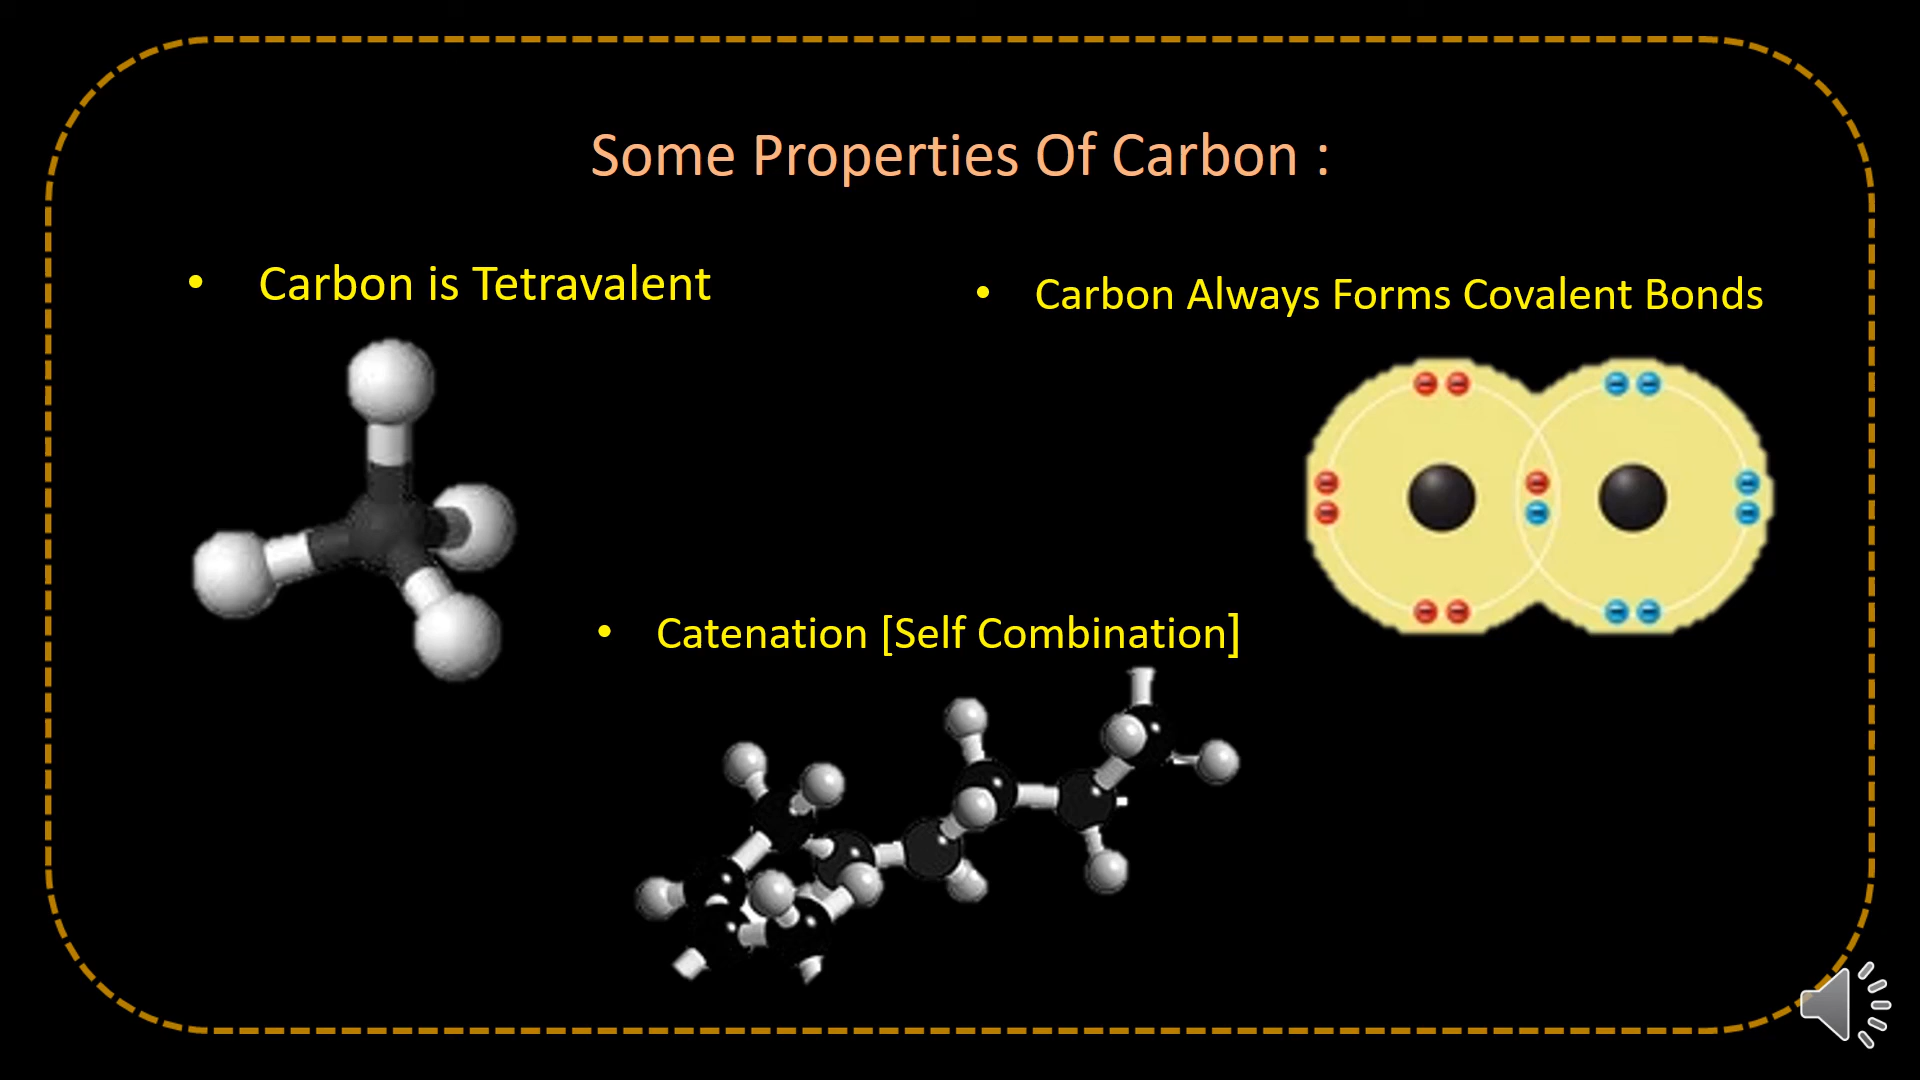 Some Properties Of Carbon :
• Carbon is Tetravalent
• Carbon Always Forms Covalent Bonds
• Catenation [Self Combination]